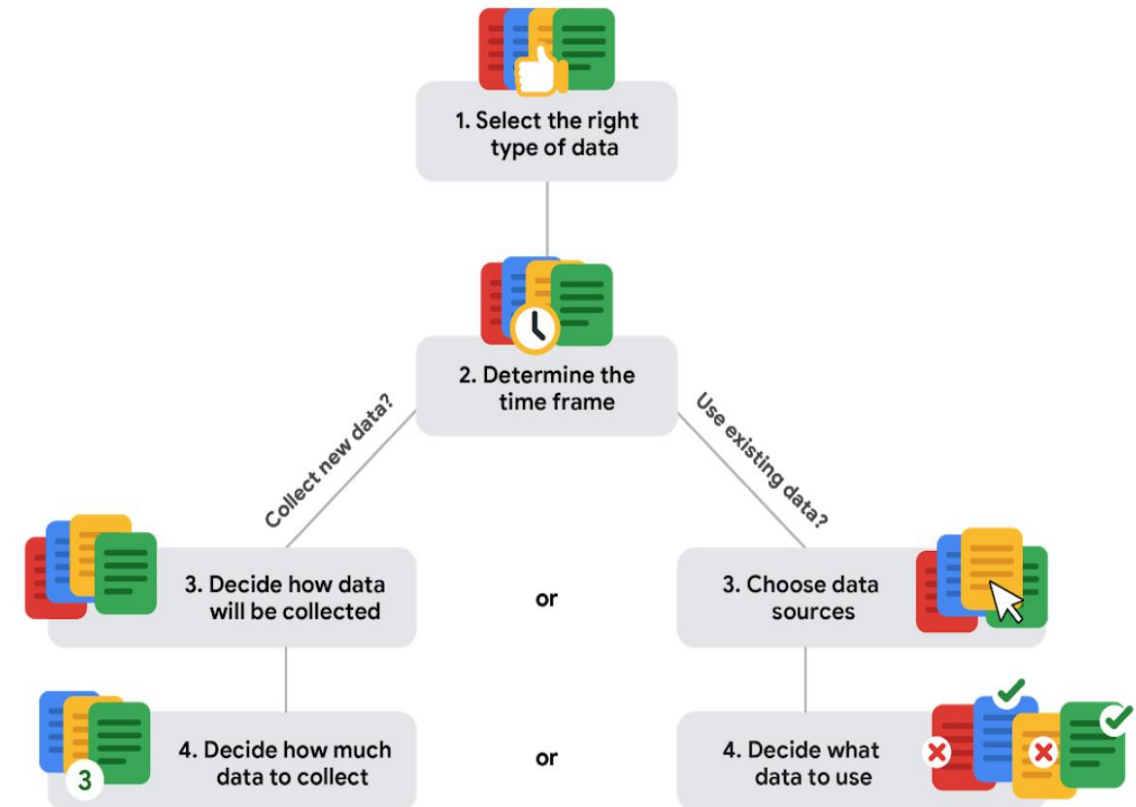 1. Select the right
type of data
2. Determine the
time frame
Collect new data?
Use existing data?
3. Decide how data
will be collected
or
3. Choose data
sources
4. Decide how much
data to collect
3
or
4. Decide what
data to use